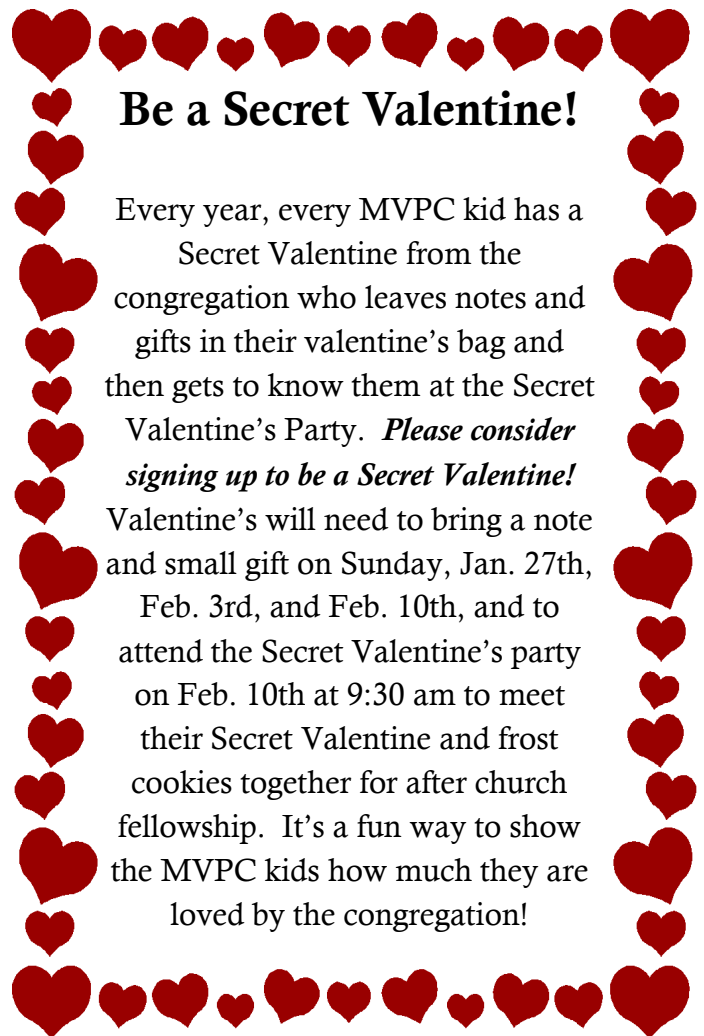 Be a Secret Valentine!
Every year, every MVPC kid has a
Secret Valentine from the
congregation who leaves notes and
gifts in their valentine’s bag and
then gets to know them at the Secret
Valentine’s Party.  Please consider
signing up to be a Secret Valentine!
Valentine’s will need to bring a note
and small gift on Sunday, Jan. 27th,
Feb. 3rd, and Feb. 10th, and to
attend the Secret Valentine’s party
on Feb. 10th at 9:30 am to meet
their Secret Valentine and frost
cookies together for after church
fellowship.  It’s a fun way to show
the MVPC kids how much they are
loved by the congregation!